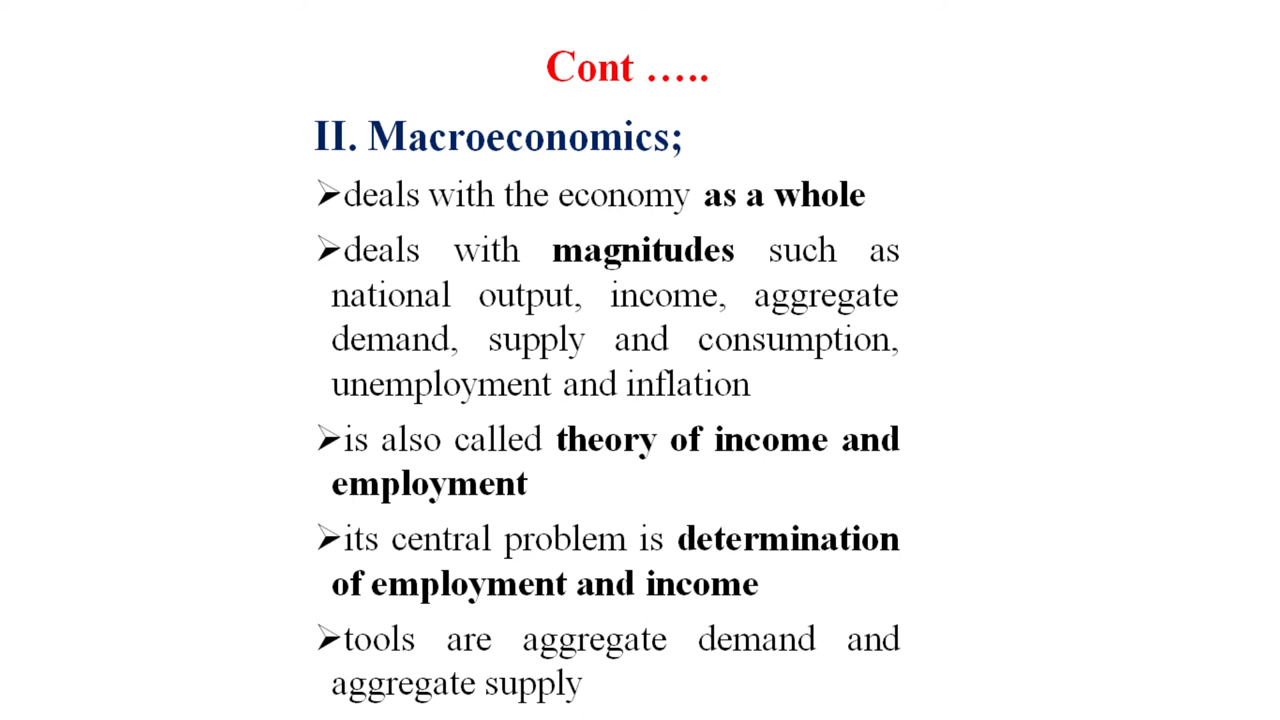 Cont …..
II. Macroeconomics;
➢deals with the economy as a whole
➢deals with magnitudes such as
national output, income, aggregate
demand, supply and consumption,
unemployment and inflation
➢is also called theory of income and
employment
➢its central problem is determination
of employment and income
➢tools are aggregate demand and
aggregate supply